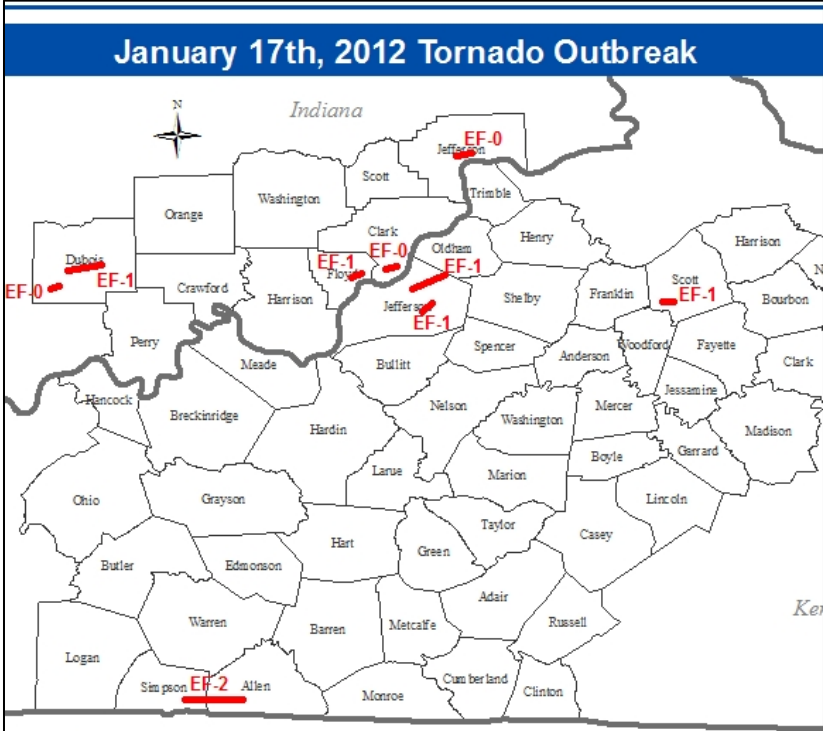 January 17th, 2012 Tornado Outbreak
N
Indiana
EF-0
Jefferson
Scott
Trimble
Washington
Orange
Clark
Henry
Harrison
Oldham
EF-0
EF-1
Floyd
EF-1
Dubois
EF-1
EF-0
Crawford
Harrison
Jefferson
EF-1
Shelby
Franklin
Scott
EF-1
Bourbon
N
Perry
Meade
Bullitt
Spencer
Anderson
Woodford
Fayette
Clark
Hancock
Breckinridge
Hardin
Nelson
Washington
Mercer
Jessamine
Madison
Larue
Marion
Boyle
Garrard
Ohio
Grayson
Taylor
Lincoln
Hart
Green
Casey
Butler
Edmonson
Adair
Warren
Barren
Metcalfe
Russell
Ker
Logan
Simpson
EF-2
Allen
Monroe
Cumberland
Clinton